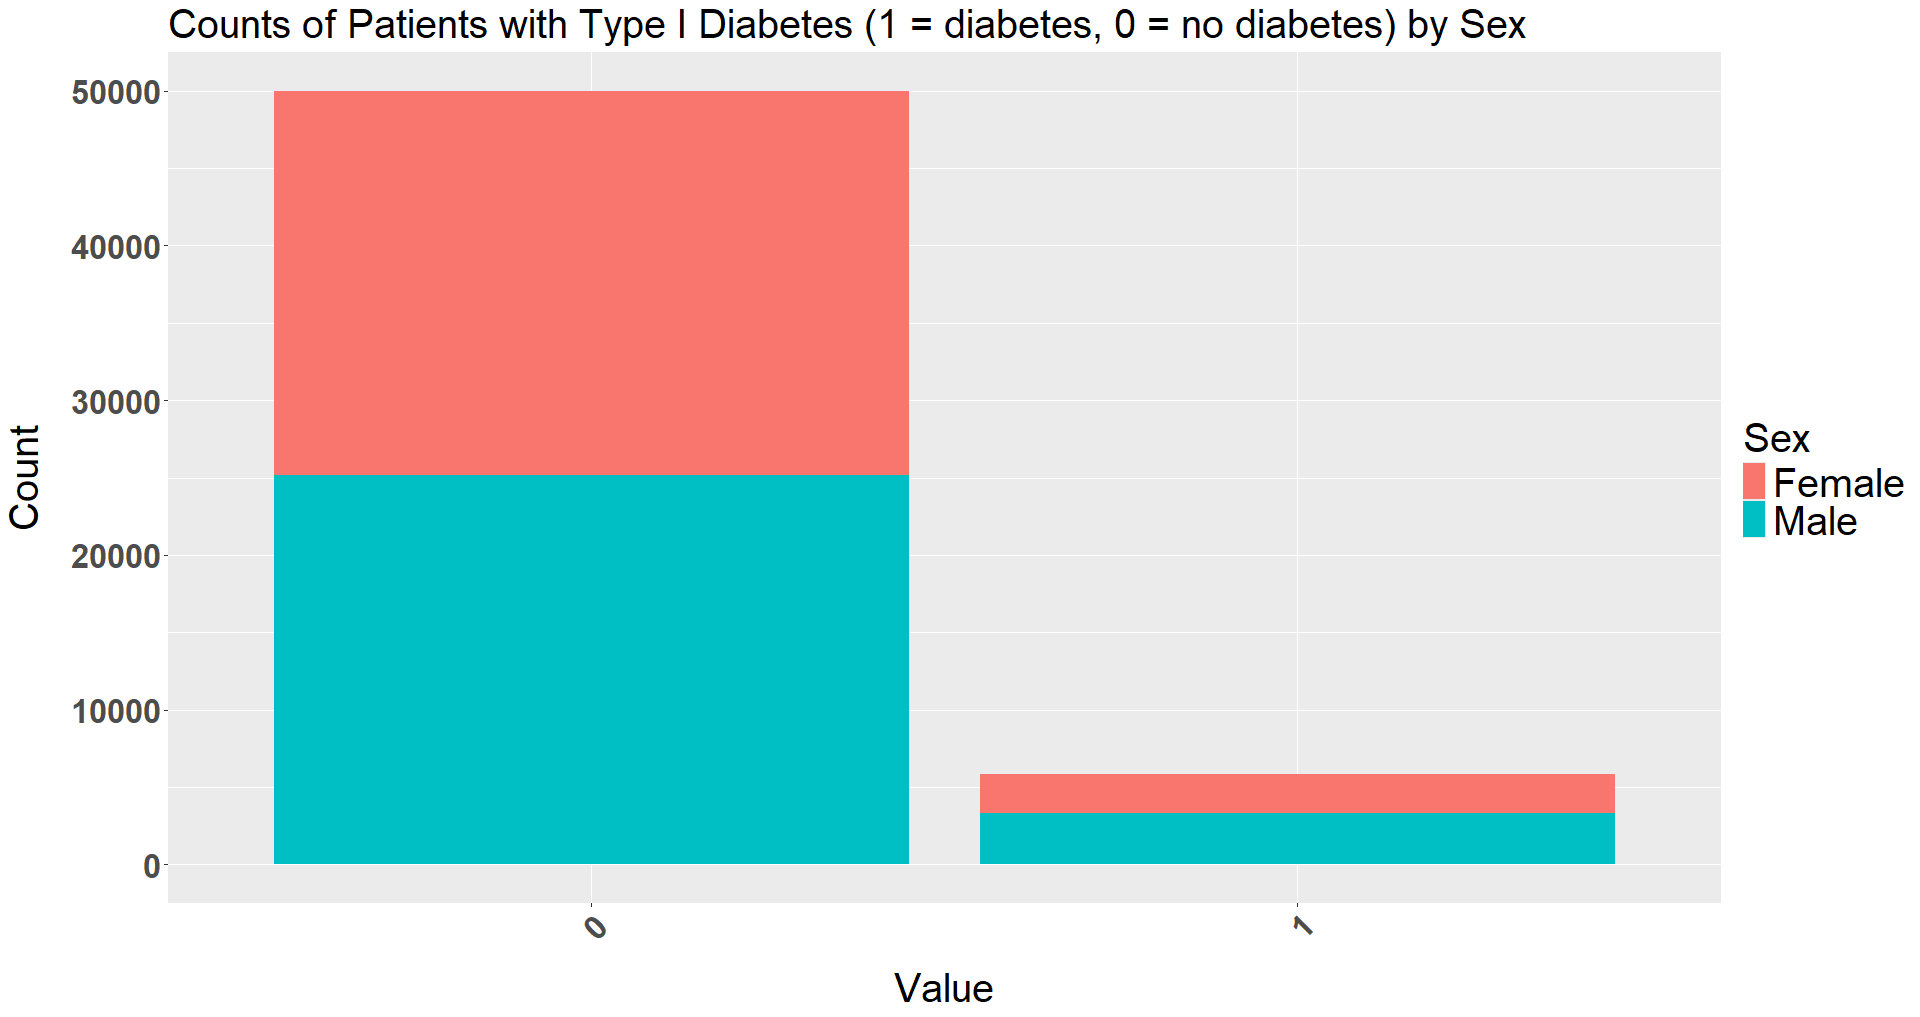 Counts of Patients with Type I Diabetes (1 = diabetes, 0 = no diabetes) by Sex
50000
40000
30000
20000
10000
0
Count
0
1
Value
Sex
Female
Male